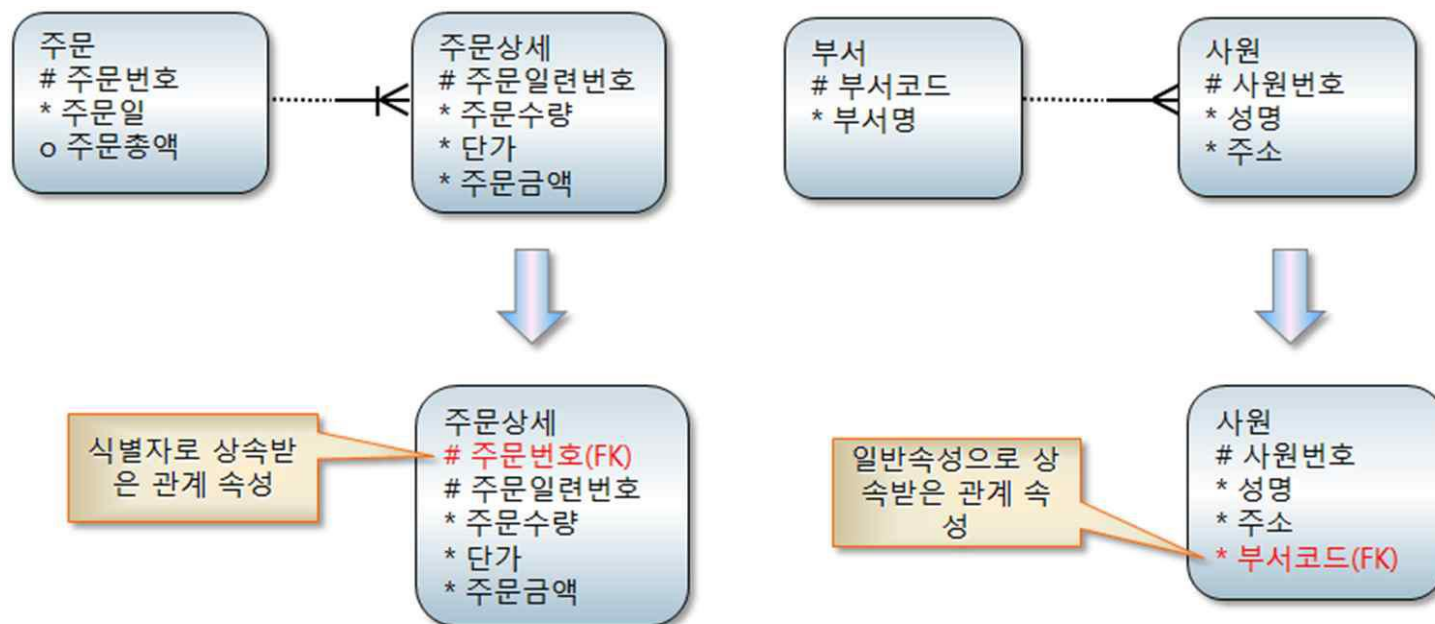 주문
# 주문번호
* 주문일
o 주문총액
주문상세
# 주문일련번호
* 주문수량
* 단가
* 주문금액
부서
# 부서코드
* 부서명
사원
# 사원번호
* 성명
* 주소
식별자로 상속받
은 관계 속성
주문상세
# 주문번호(FK)
# 주문일련번호
* 주문수량
* 단가
* 주문금액
일반속성으로 상
속받은 관계 속
성
사원
# 사원번호
* 성명
* 주소
* 부서코드(FK)